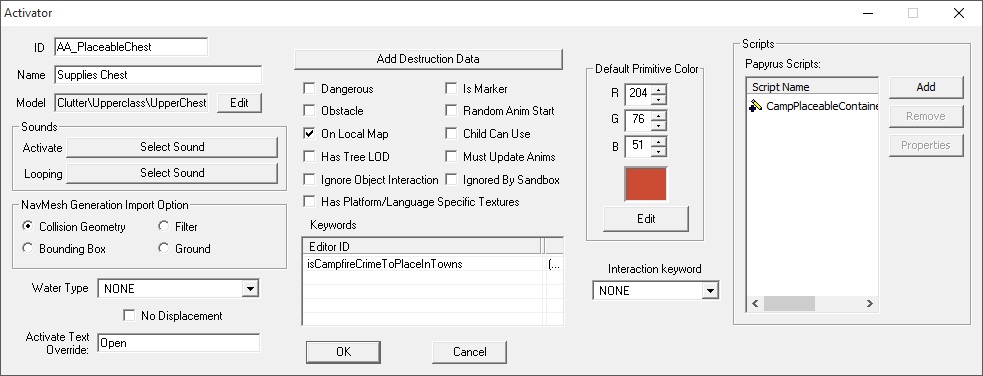 Activator
ID AA_PlaceableChest
Name Supplies Chest
Model Clutter\Upperclass\UpperChest Edit
Sounds
Activate Select Sound
Looping Select Sound
NavMesh Generation Import Option
Collision Geometry Filter
Bounding Box Ground
Water Type NONE
No Displacement
Activate Text Override: Open
Add Destruction Data
Dangerous Is Marker
Obstacle Random Anim Start
On Local Map Child Can Use
Has Tree LOD Must Update Anims
Ignore Object Interaction Ignored By Sandbox
Has Platform/Language Specific Textures
Keywords
Editor ID
isCampfireCrimeToPlaceInTowns (...
OK Cancel
Default Primitive Color
R 204
G 76
B 51
Edit
Interaction keyword
NONE
Scripts
Papyrus Scripts:
Script Name
CampPlaceableContaine
Add
Remove
Properties